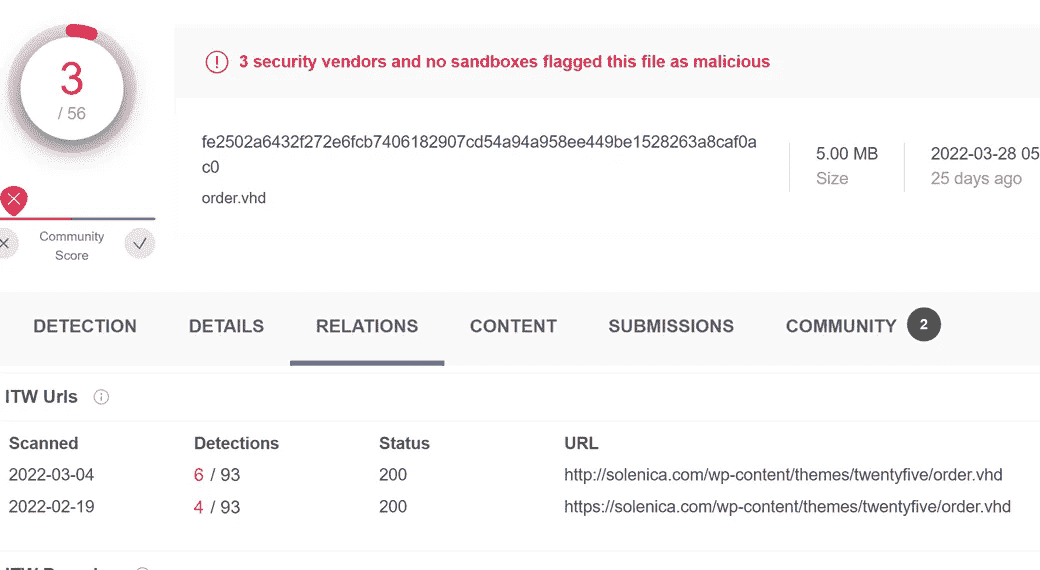 3
/ 56
3 security vendors and no sandboxes flagged this file as malicious
fe2502a6432f272e6fcb7406182907cd54a94a958ee449be1528263a8caf0a
c0
order.vhd
5.00 MB
Size
2022-03-28 05
25 days ago
Community
Score
DETECTION
DETAILS
RELATIONS
CONTENT
SUBMISSIONS
COMMUNITY 2
ITW Urls
Scanned Detections Status URL
2022-03-04 6 / 93 200 http://solenica.com/wp-content/themes/twentyfive/order.vhd
2022-02-19 4 / 93 200 https://solenica.com/wp-content/themes/twentyfive/order.vhd